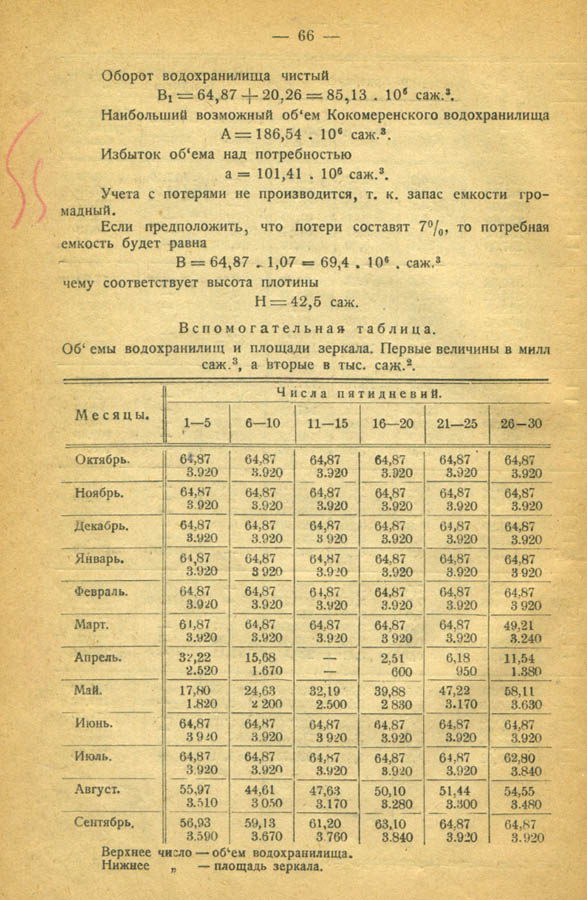 — 66 —
Оборот водохранилища чистый
B₁ = 64,87 + 20,26 = 85,13 . 10⁶ саж.³.
Наибольший возможный об'ем Кокомеренского водохранилища
A = 186,54 . 10⁶ саж.³.
Избыток об'ема над потребностью
a = 101,41 . 10⁶ саж.³.
Учета с потерями не производится, т. к. запас емкости гро-
мадный.
Если предположить, что потери составят 7%, то потребная
емкость будет равна
B = 64,87 . 1,07 = 69,4 . 10⁶ . саж.³
чему соответствует высота плотины
H = 42,5 саж.
Вспомогательная таблица.
Об'емы водохранилищ и площади зеркала. Первые величины в милл
саж.³, а вторые в тыс. саж.².
Месяцы. Числа пятидневий.
1—5 6—10 11—15 16—20 21—25 26—30
Октябрь. 64,87 64,87 64,87 64,87 64,87 64,87
3.920 3.920 3.920 3.920 3.920 3.920
Ноябрь. 64,87 64,87 64,87 64,87 64,87 64,87
3.920 3.920 3.920 3.920 3.920 3.920
Декабрь. 64,87 64,87 64,87 64,87 64,87 64,87
3.920 3.920 3 920 3.920 3.920 3.920
Январь. 64,87 64,87 64,87 64,87 64,87 64,87
3.920 3 920 3.920 3.920 3.920 3 920
Февраль. 64.87 64,87 64,87 64,87 64,87 64,87
3.920 3.920 3.920 3.920 3.920 3 920
Март. 64,87 64,87 64,87 64,87 64,87 49,21
3.920 3.920 3.920 3 920 3.920 3.240
Апрель. 32,22 15,68 — 2,51 6,18 11,54
2.520 1.670 — 600 950 1.380
Май. 17,80 24,63 32,19 39,88 47,22 58,11
1.820 2 200 2.500 2 830 3.170 3.630
Июнь. 64,87 64,87 64,87 64,87 64,87 64,87
3 920 3.920 3 920 3.920 3.920 3.920
Июль. 64,87 64,87 64,87 64,87 64,87 62,80
3 920 3.920 3.920 3.920 3.920 3.840
Август. 55,97 44,61 47,63 50,10 51,44 54,55
3.510 3 050 3.170 3.280 3.300 3.480
Сентябрь, 56,93 59,13 61,20 63,10 64,87 64,87
3.590 3.670 3 760 3.840 3.920 3.920
Верхнее число — об'ем водохранилища.
Нижнее „ — площадь зеркала.